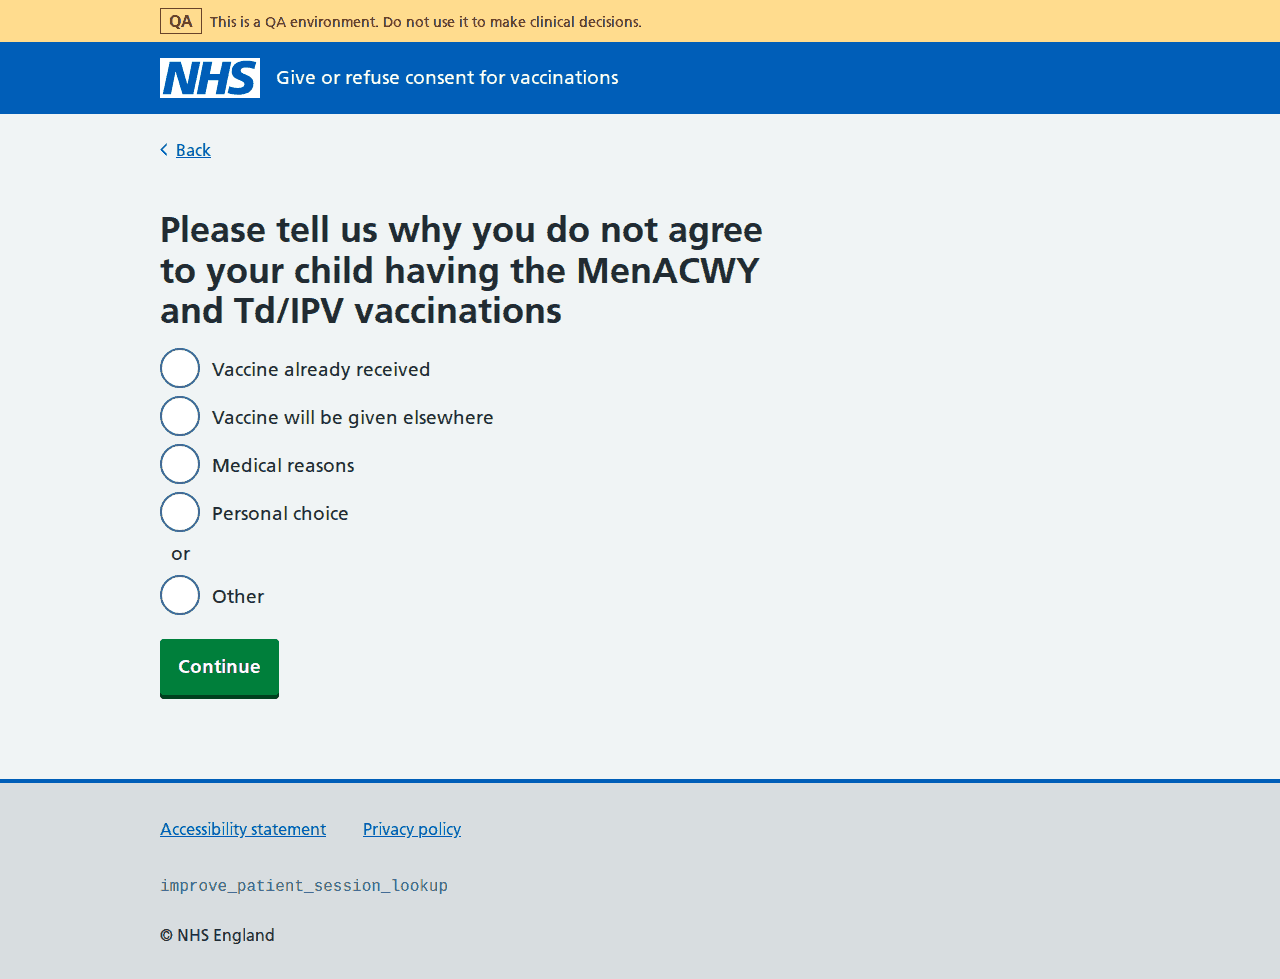 QA This is a QA environment. Do not use it to make clinical decisions.
NHS Give or refuse consent for vaccinations
Back
Please tell us why you do not agree
to your child having the MenACWY
and Td/IPV vaccinations
Vaccine already received
Vaccine will be given elsewhere
Medical reasons
Personal choice
or
Other
Continue
Accessibility statement Privacy policy
improve_patient_session_lookup
© NHS England